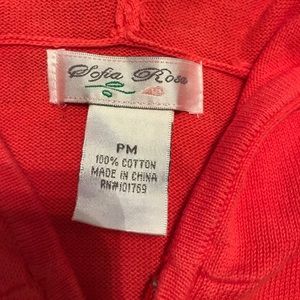 Sofia Rose
PM
100% COTTON
MADE IN CHINA
RN#101769